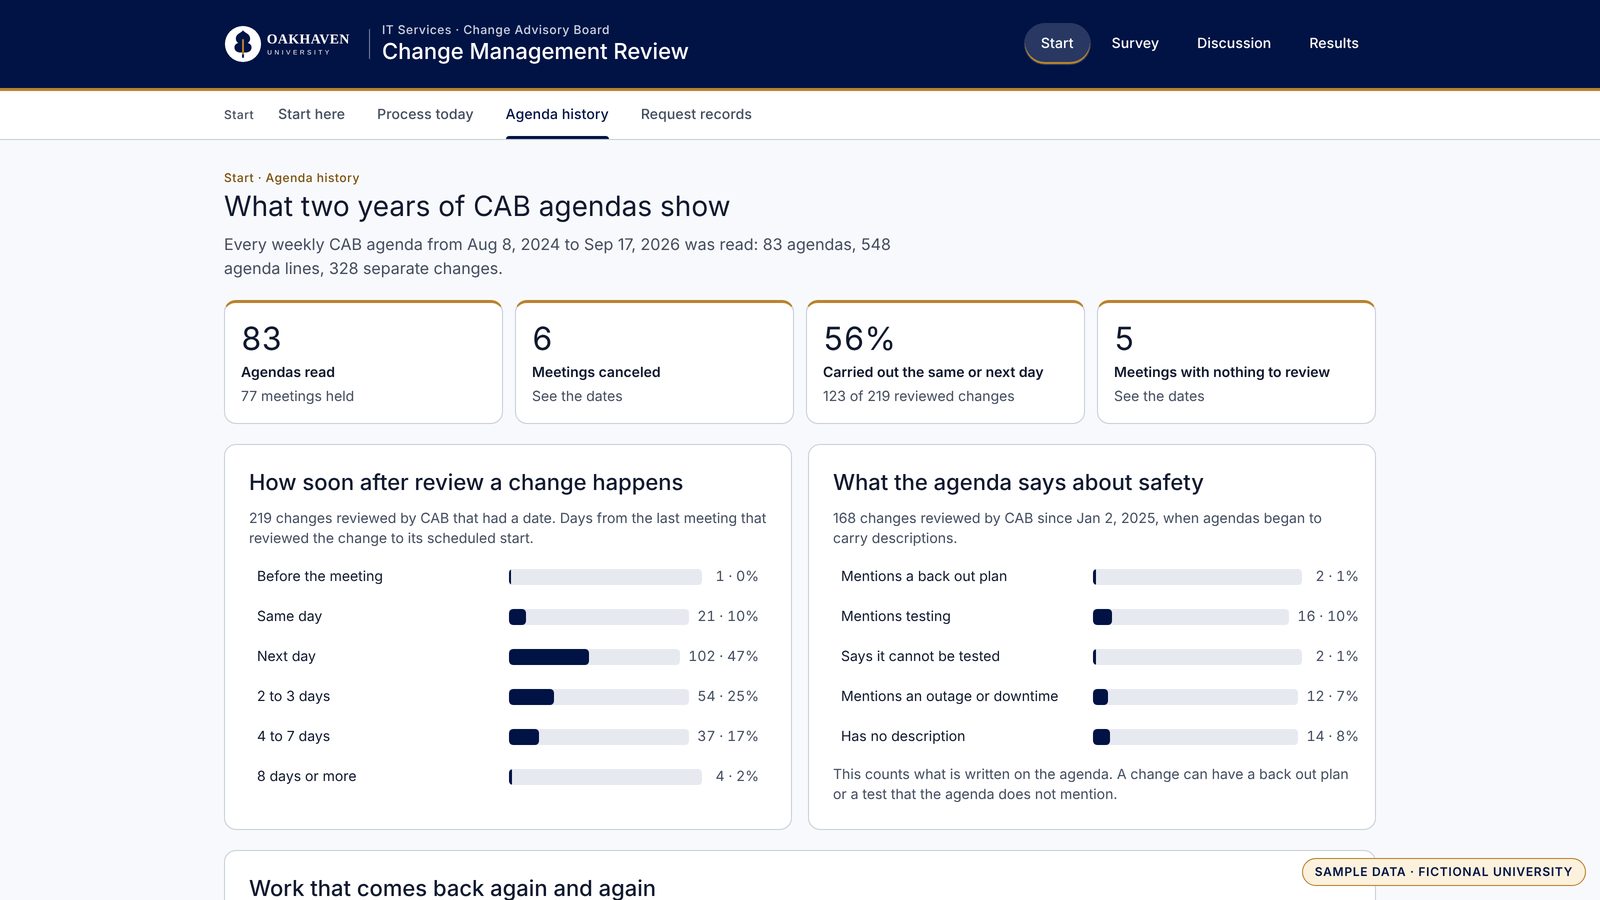 OAKHAVEN
UNIVERSITY
IT Services · Change Advisory Board
Change Management Review
Start
Survey
Discussion
Results
Start
Start here
Process today
Agenda history
Request records
Start · Agenda history
What two years of CAB agendas show
Every weekly CAB agenda from Aug 8, 2024 to Sep 17, 2026 was read: 83 agendas, 548
agenda lines, 328 separate changes.
83
Agendas read
77 meetings held
6
Meetings canceled
See the dates
56%
Carried out the same or next day
123 of 219 reviewed changes
5
Meetings with nothing to review
See the dates
How soon after review a change happens
219 changes reviewed by CAB that had a date. Days from the last meeting that
reviewed the change to its scheduled start.
Before the meeting 1 · 0%
Same day 21 · 10%
Next day 102 · 47%
2 to 3 days 54 · 25%
4 to 7 days 37 · 17%
8 days or more 4 · 2%
What the agenda says about safety
168 changes reviewed by CAB since Jan 2, 2025, when agendas began to
carry descriptions.
Mentions a back out plan 2 · 1%
Mentions testing 16 · 10%
Says it cannot be tested 2 · 1%
Mentions an outage or downtime 12 · 7%
Has no description 14 · 8%
This counts what is written on the agenda. A change can have a back out plan
or a test that the agenda does not mention.
Work that comes back again and again
SAMPLE DATA · FICTIONAL UNIVERSITY